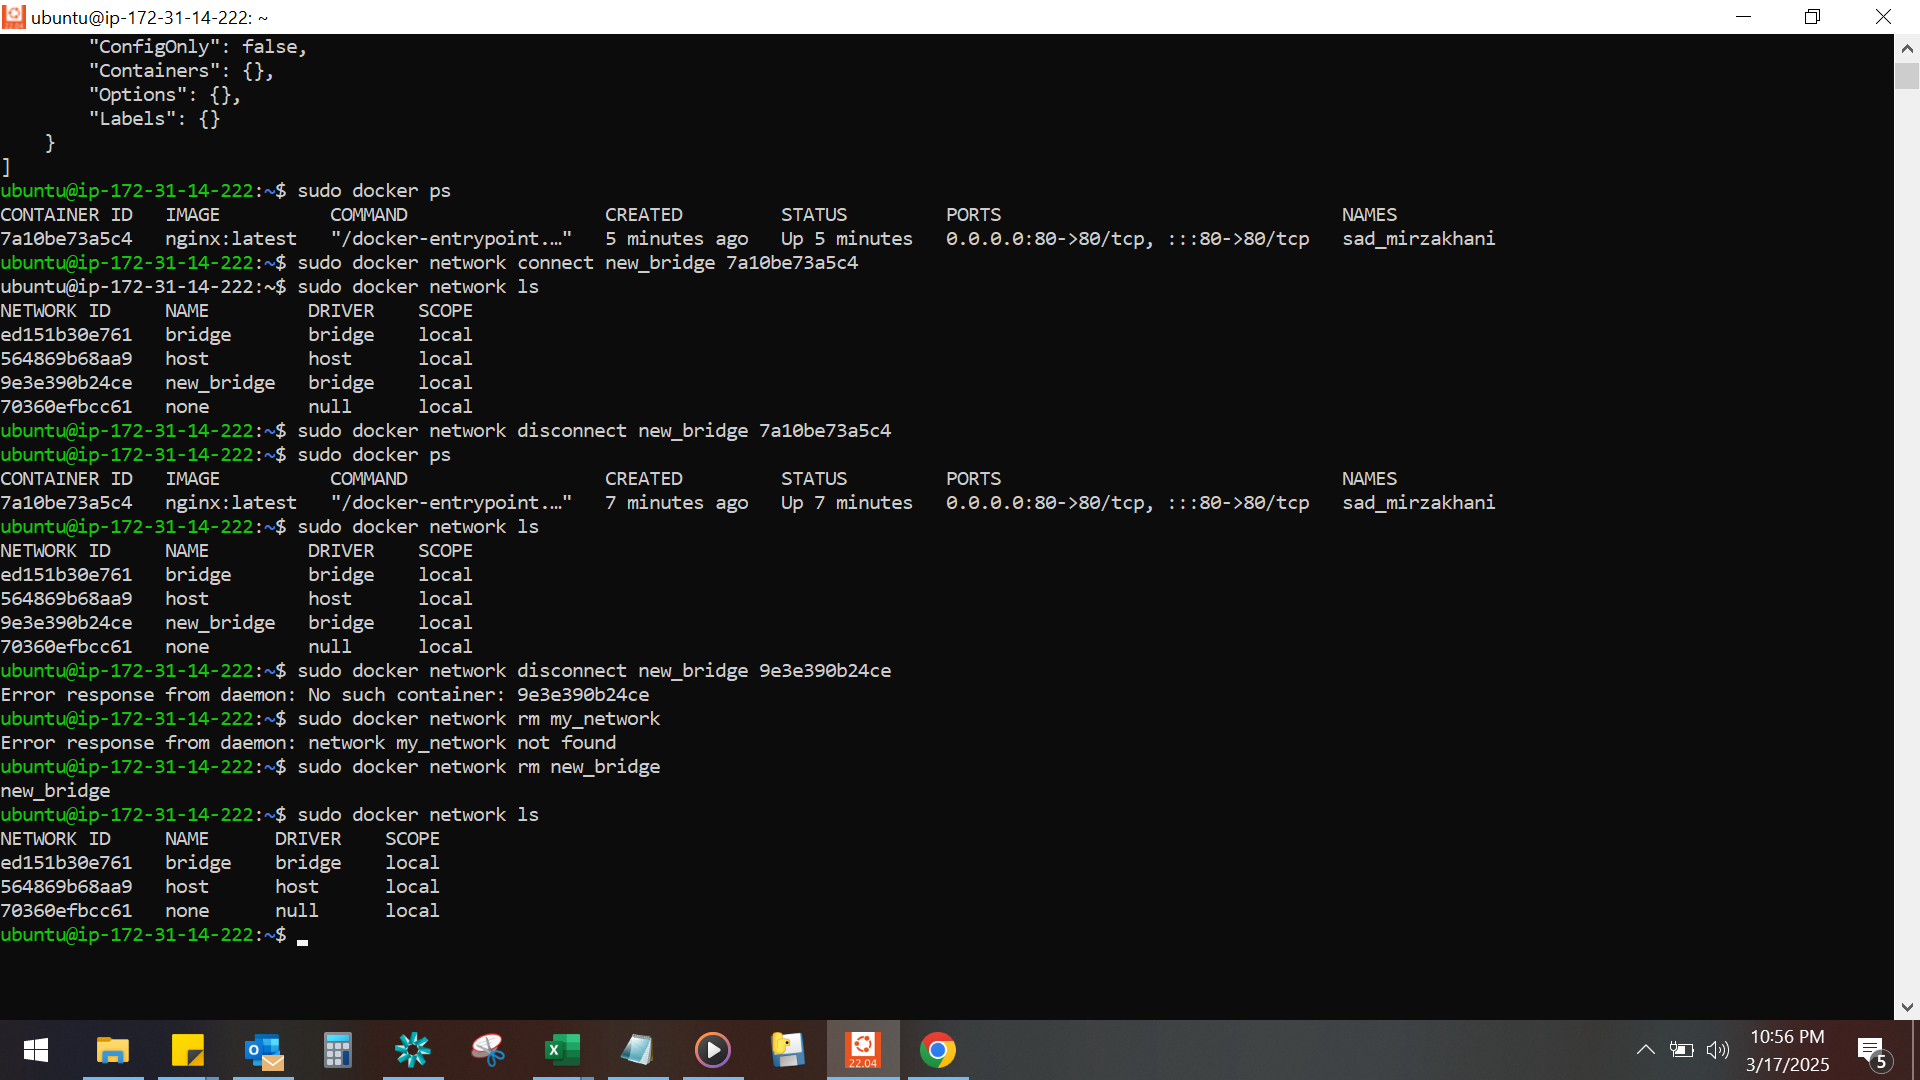 ubuntu@ip-172-31-14-222: ~
        "ConfigOnly": false,
        "Containers": {},
        "Options": {},
        "Labels": {}
    }
]
ubuntu@ip-172-31-14-222:~$ sudo docker ps
CONTAINER ID   IMAGE          COMMAND                  CREATED         STATUS         PORTS                               NAMES
7a10be73a5c4   nginx:latest   "/docker-entrypoint.…"   5 minutes ago   Up 5 minutes   0.0.0.0:80->80/tcp, :::80->80/tcp   sad_mirzakhani
ubuntu@ip-172-31-14-222:~$ sudo docker network connect new_bridge 7a10be73a5c4
ubuntu@ip-172-31-14-222:~$ sudo docker network ls
NETWORK ID     NAME         DRIVER    SCOPE
ed151b30e761   bridge       bridge    local
564869b68aa9   host         host      local
9e3e390b24ce   new_bridge   bridge    local
70360efbcc61   none         null      local
ubuntu@ip-172-31-14-222:~$ sudo docker network disconnect new_bridge 7a10be73a5c4
ubuntu@ip-172-31-14-222:~$ sudo docker ps
CONTAINER ID   IMAGE          COMMAND                  CREATED         STATUS         PORTS                               NAMES
7a10be73a5c4   nginx:latest   "/docker-entrypoint.…"   7 minutes ago   Up 7 minutes   0.0.0.0:80->80/tcp, :::80->80/tcp   sad_mirzakhani
ubuntu@ip-172-31-14-222:~$ sudo docker network ls
NETWORK ID     NAME         DRIVER    SCOPE
ed151b30e761   bridge       bridge    local
564869b68aa9   host         host      local
9e3e390b24ce   new_bridge   bridge    local
70360efbcc61   none         null      local
ubuntu@ip-172-31-14-222:~$ sudo docker network disconnect new_bridge 9e3e390b24ce
Error response from daemon: No such container: 9e3e390b24ce
ubuntu@ip-172-31-14-222:~$ sudo docker network rm my_network
Error response from daemon: network my_network not found
ubuntu@ip-172-31-14-222:~$ sudo docker network rm new_bridge
new_bridge
ubuntu@ip-172-31-14-222:~$ sudo docker network ls
NETWORK ID     NAME      DRIVER    SCOPE
ed151b30e761   bridge    bridge    local
564869b68aa9   host      host      local
70360efbcc61   none      null      local
ubuntu@ip-172-31-14-222:~$
22.04
10:56 PM
3/17/2025
5